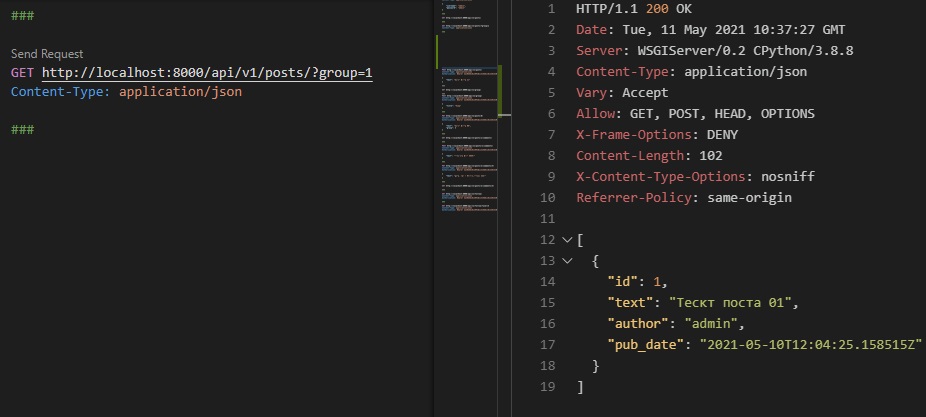 ###
Send Request
GET http://localhost:8000/api/v1/posts/?group=1
Content-Type: application/json
###
1 HTTP/1.1 200 OK
2 Date: Tue, 11 May 2021 10:37:27 GMT
3 Server: WSGIServer/0.2 CPython/3.8.8
4 Content-Type: application/json
5 Vary: Accept
6 Allow: GET, POST, HEAD, OPTIONS
7 X-Frame-Options: DENY
8 Content-Length: 102
9 X-Content-Type-Options: nosniff
10 Referrer-Policy: same-origin
11
12 [
13 {
14 "id": 1,
15 "text": "Тескт поста 01",
16 "author": "admin",
17 "pub_date": "2021-05-10T12:04:25.158515Z"
18 }
19 ]